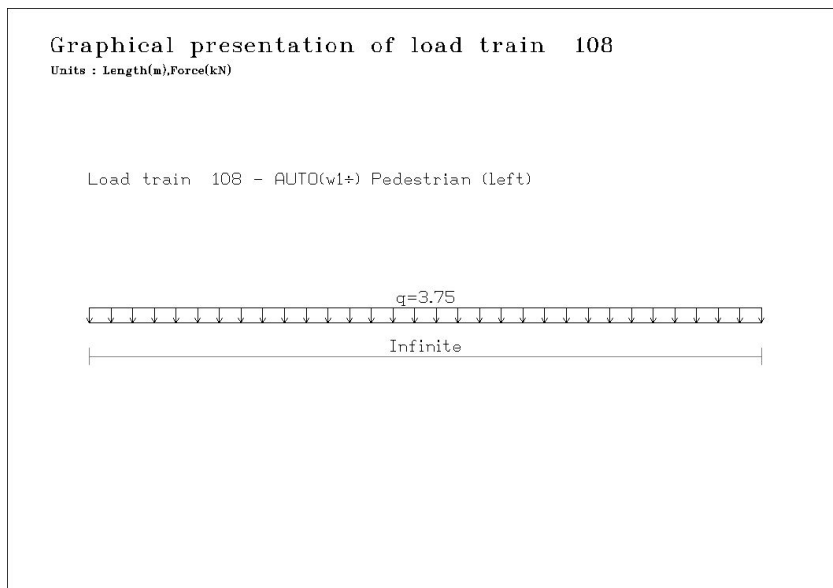 Graphical presentation of load train 108
Units : Length(m),Force(kN)
Load train 108 - AUTO(w1÷) Pedestrian (left)
q=3.75
Infinite